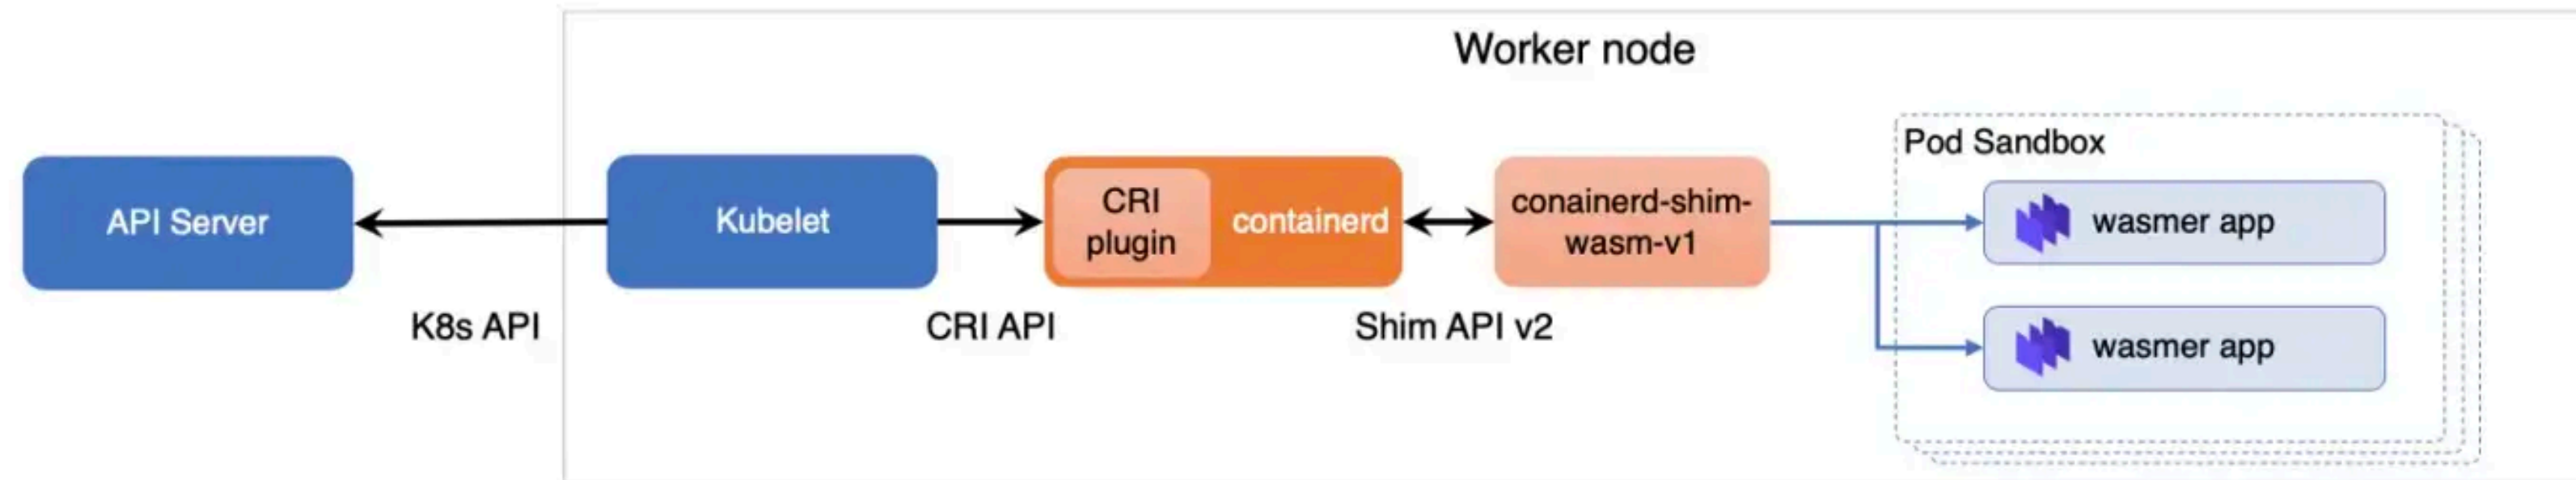 Worker node
Pod Sandbox
API Server
Kubelet
CRI
plugin
containerd
conainerd-shim-
wasm-v1
wasmer app
wasmer app
K8s API
CRI API
Shim API v2